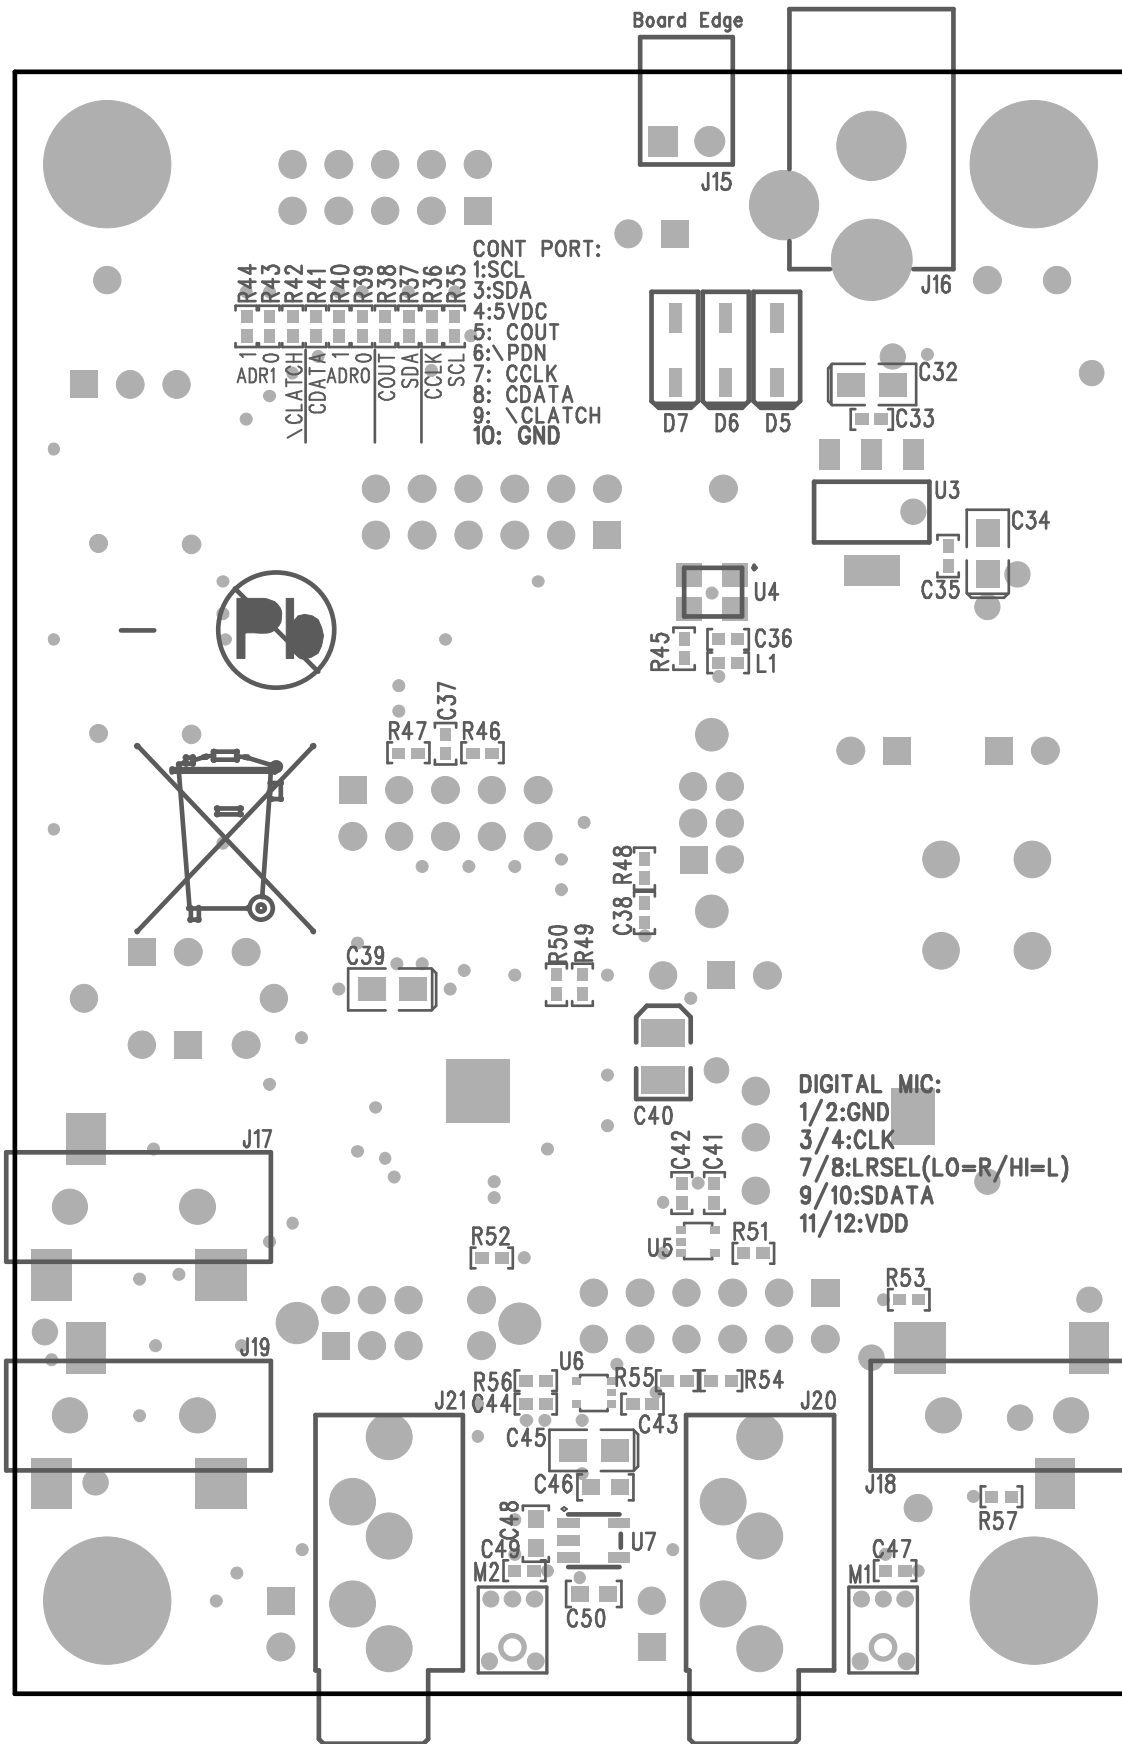 Board Edge
J15
J16
CONT PORT:
1:SCL
3:SDA
4:5VDC
5: COUT
6:\PDN
7: CCLK
8: CDATA
9: \CLATCH
10: GND
R44
R43
R42
R41
R40
R39
R38
R37
R36
R35
1
0
ADR1
\CLATCH
CDATA
1
0
ADR0
COUT
SDA
CCLK
SCL
D7
D6
D5
C32
C33
U3
C34
C35
U4
R45
C36
L1
Pb
C37
R47
R46
R48
C38
C39
R50
R49
C40
DIGITAL MIC:
1/2:GND
3/4:CLK
7/8:LRSEL(LO=R/HI=L)
9/10:SDATA
11/12:VDD
J17
C42
C41
U5
R51
R52
R53
J19
U6
R56
R55
R54
C44
J21
C43
J20
C45
C46
J18
R57
C48
U7
C49
M2
C47
M1
C50